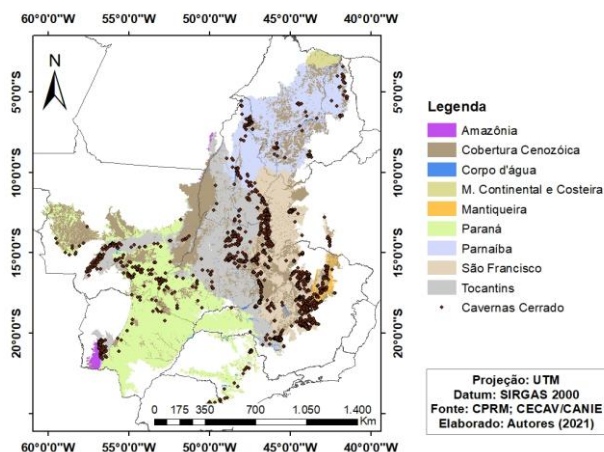 60°0'0"W 55°0'0"W 50°0'0"W 45°0'0"W 40°0'0"W
N
5°0'0"S
10°0'0"S
15°0'0"S
20°0'0"S
5°0'0"S
10°0'0"S
15°0'0"S
20°0'0"S
0 175 350 700 1.050 1.400
Km
60°0'0"W 55°0'0"W 50°0'0"W 45°0'0"W 40°0'0"W
Legenda
Amazônia
Cobertura Cenozóica
Corpo d'água
M. Continental e Costeira
Mantiqueira
Paraná
Parnaíba
São Francisco
Tocantins
Cavernas Cerrado
Projeção: UTM
Datum: SIRGAS 2000
Fonte: CPRM; CECAV/CANIE
Elaborado: Autores (2021)